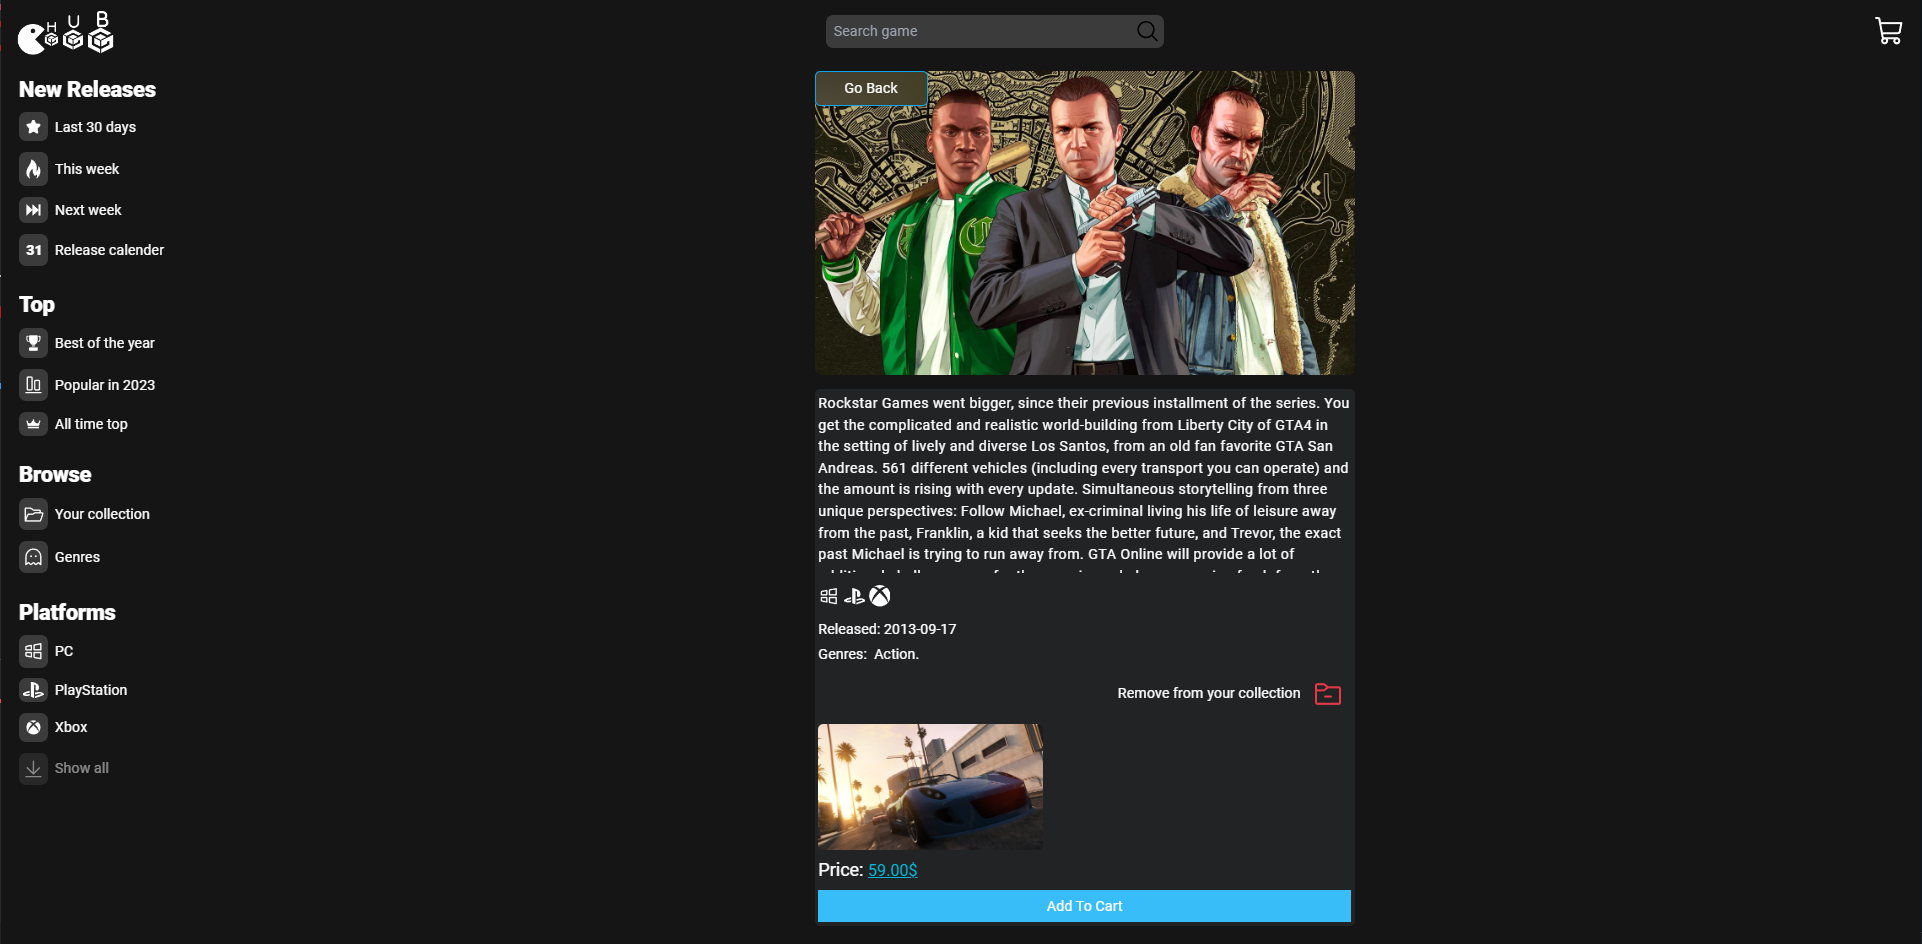 HUB
Search game
New Releases
Last 30 days
This week
Next week
31 Release calender
Top
Best of the year
Popular in 2023
All time top
Browse
Your collection
Genres
Platforms
PC
PlayStation
Xbox
Show all
Go Back
Rockstar Games went bigger, since their previous installment of the series. You
get the complicated and realistic world-building from Liberty City of GTA4 in
the setting of lively and diverse Los Santos, from an old fan favorite GTA San
Andreas. 561 different vehicles (including every transport you can operate) and
the amount is rising with every update. Simultaneous storytelling from three
unique perspectives: Follow Michael, ex-criminal living his life of leisure away
from the past, Franklin, a kid that seeks the better future, and Trevor, the exact
past Michael is trying to run away from. GTA Online will provide a lot of
Released: 2013-09-17
Genres: Action.
Remove from your collection
Price: 59.00$
Add To Cart